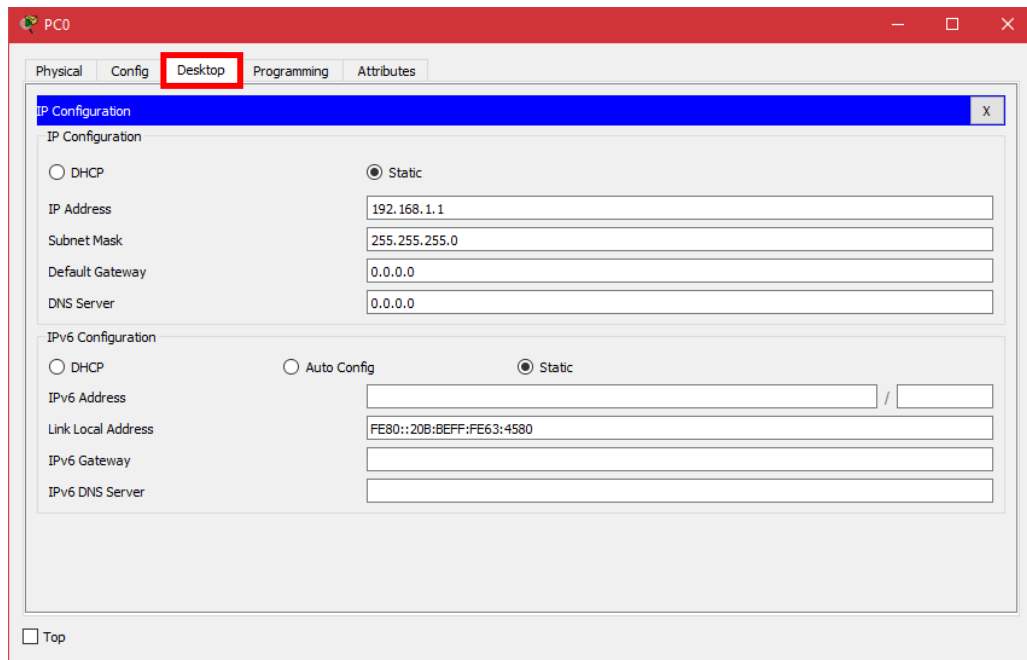 PC0
Physical Config Desktop Programming Attributes
IP Configuration X
IP Configuration
DHCP Static
IP Address 192.168.1.1
Subnet Mask 255.255.255.0
Default Gateway 0.0.0.0
DNS Server 0.0.0.0
IPv6 Configuration
DHCP Auto Config Static
IPv6 Address /
Link Local Address FE80::20B:BEFF:FE63:4580
IPv6 Gateway
IPv6 DNS Server
Top